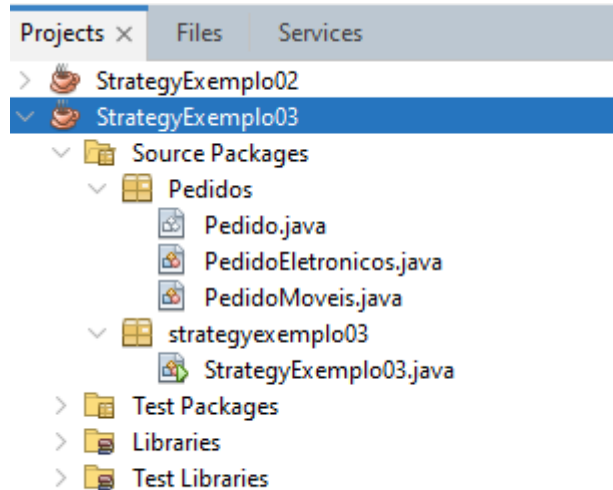 Projects × Files Services
StrategyExemplo02
StrategyExemplo03
Source Packages
Pedidos
Pedido.java
PedidoEletronicos.java
PedidoMoveis.java
strategyexemplo03
StrategyExemplo03.java
Test Packages
Libraries
Test Libraries